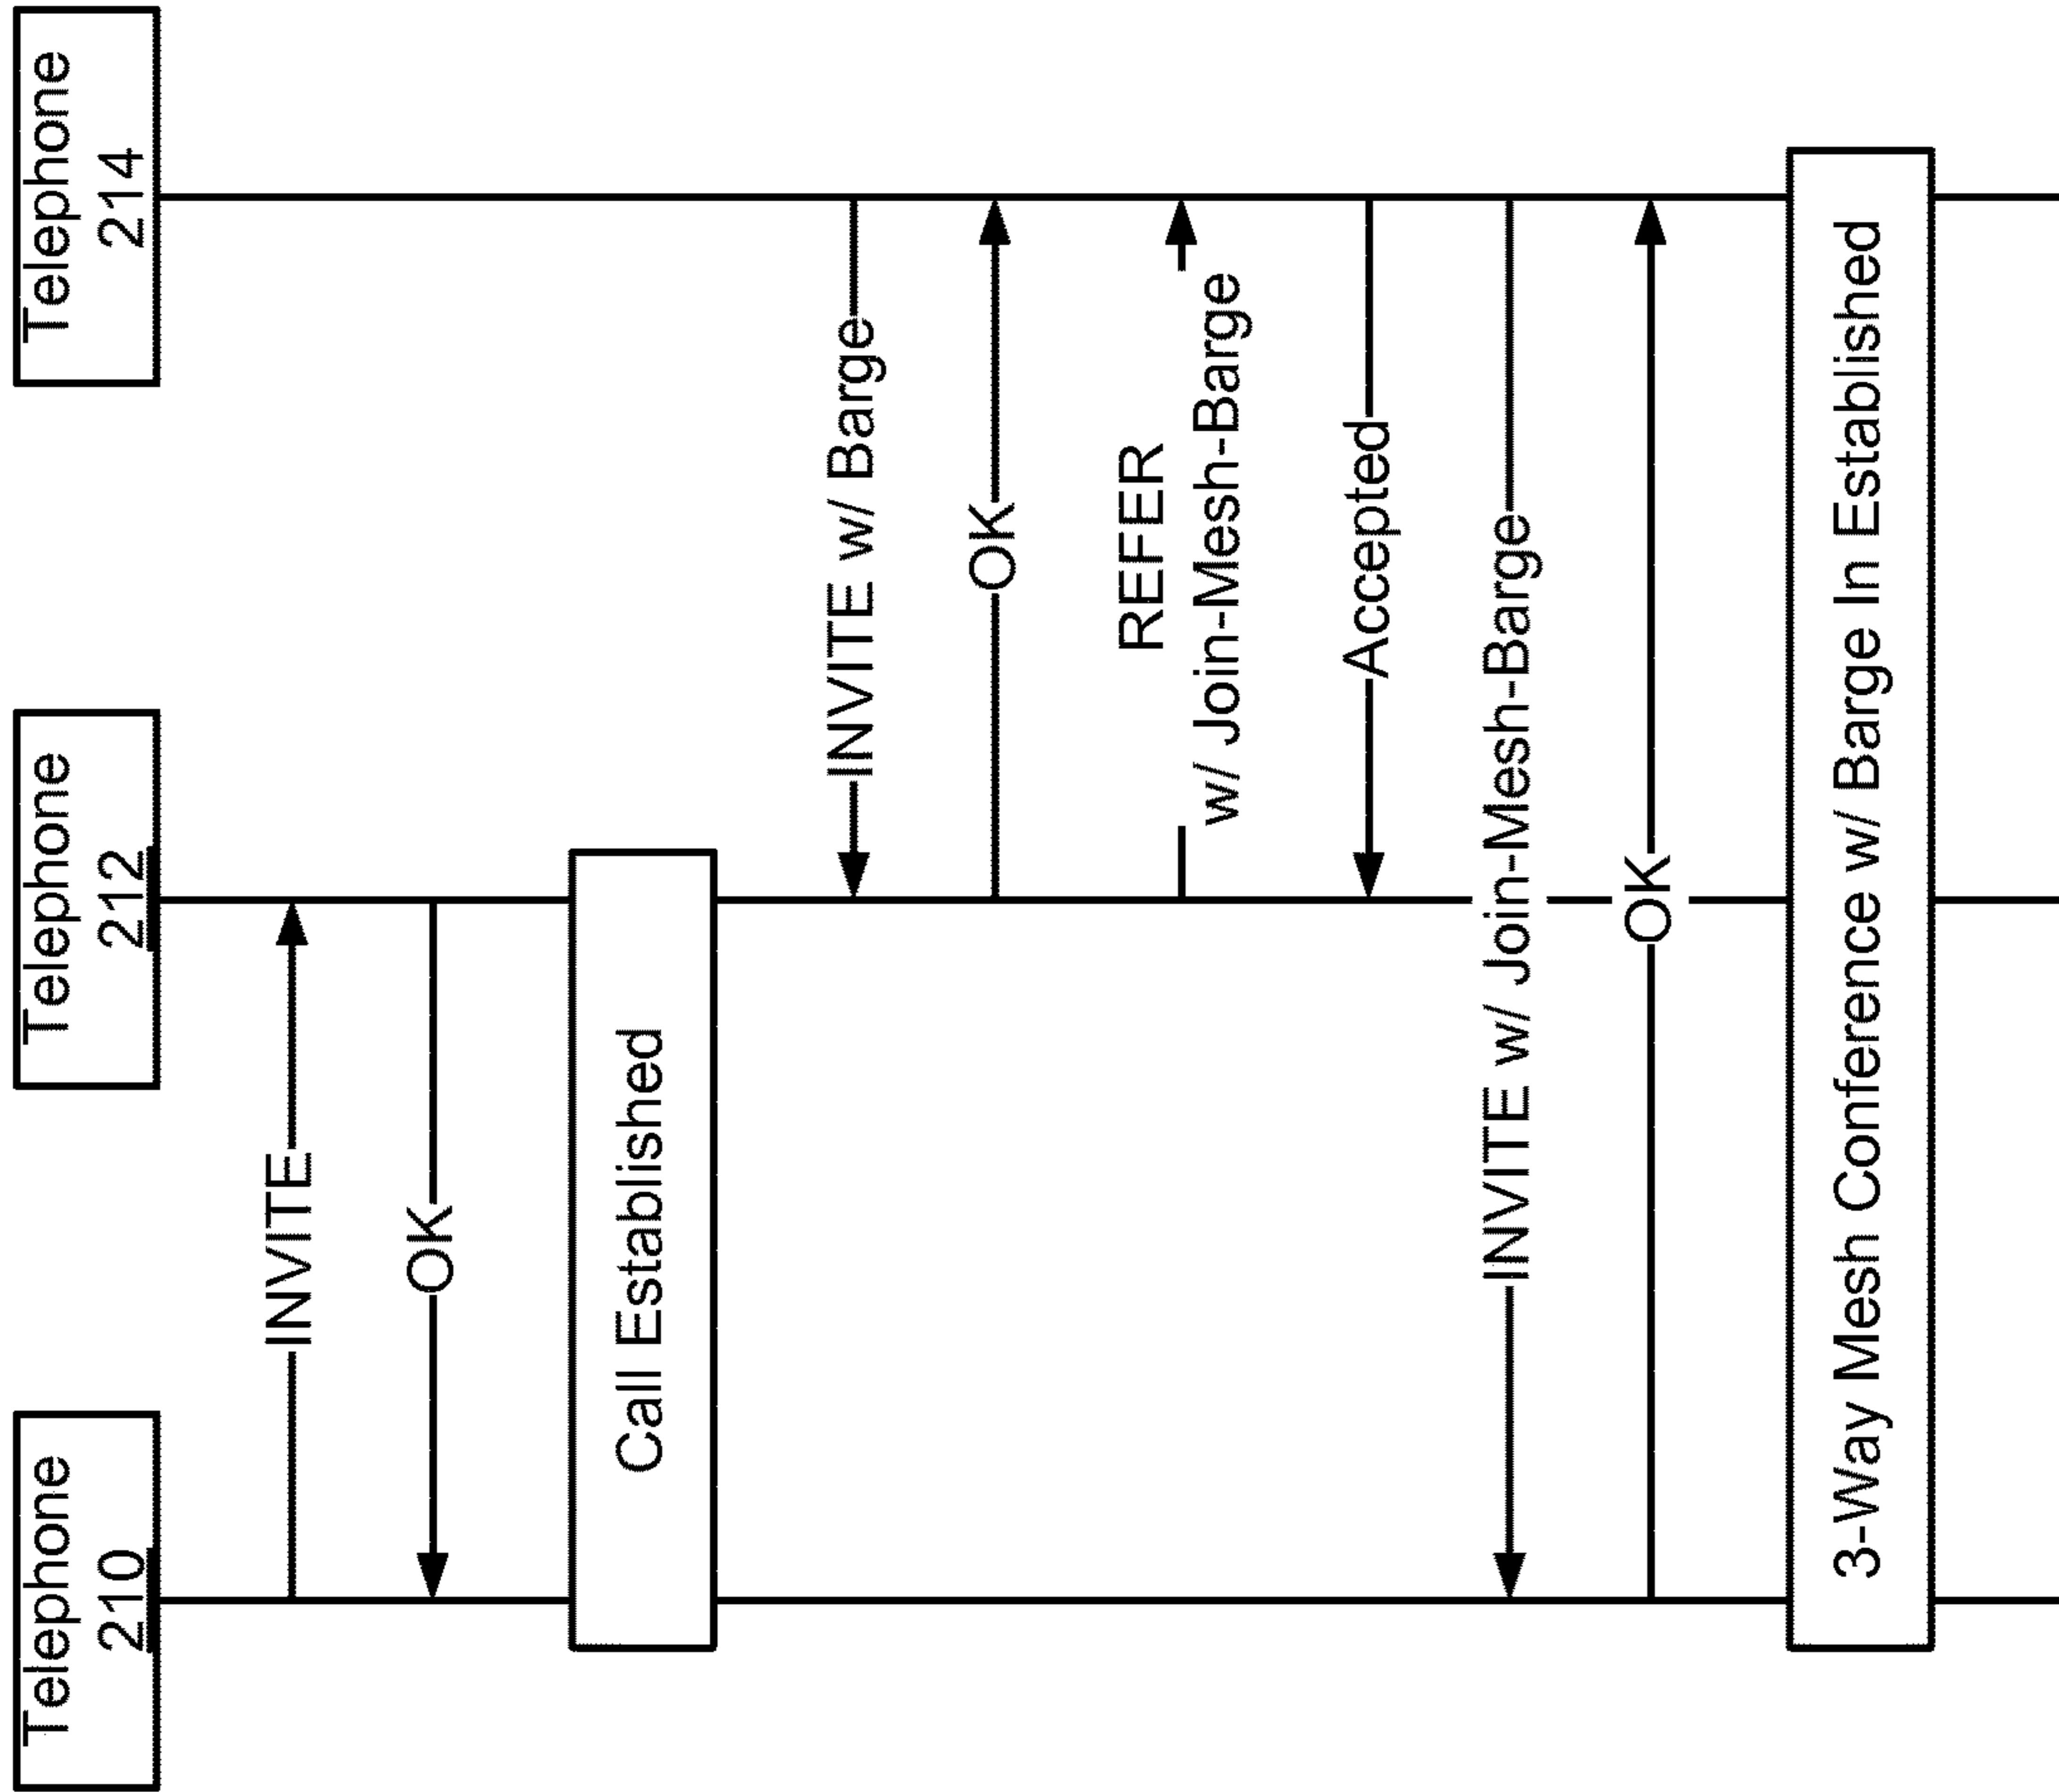 Telephone
210
Telephone
212
Telephone
214
INVITE
OK
Call Established
INVITE w/ Barge
OK
REFER
w/ Join-Mesh-Barge
Accepted
INVITE w/ Join-Mesh-Barge
OK
3-Way Mesh Conference w/ Barge In Established